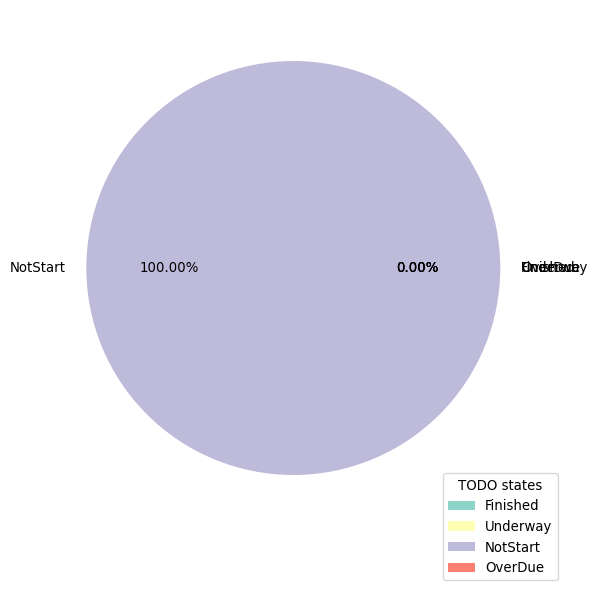 NotStart
100.00%
0.00%
TODO states
Finished
Underway
NotStart
OverDue